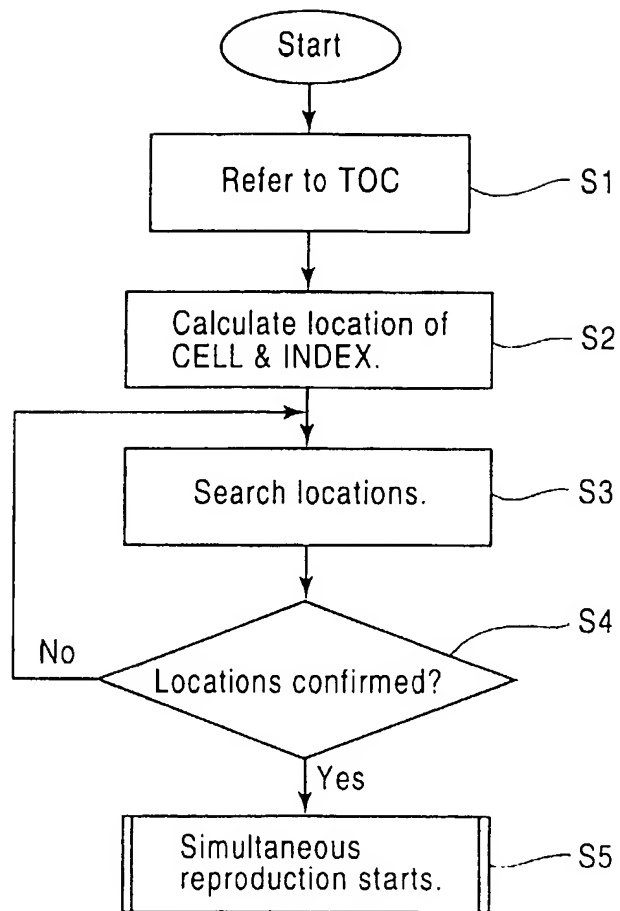 Start
Refer to TOC
S1
Calculate location of
CELL & INDEX.
S2
Search locations.
S3
S4
No
Locations confirmed?
Yes
Simultaneous
reproduction starts.
S5